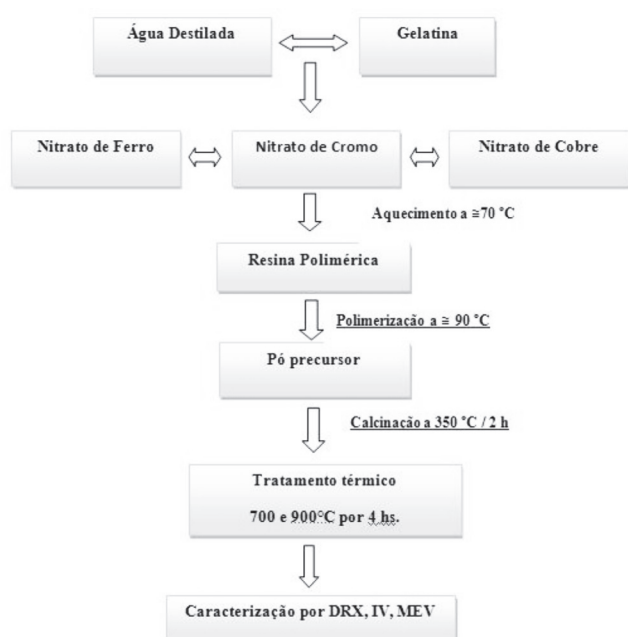 Água Destilada
Gelatina
Nitrato de Ferro
Nitrato de Cromo
Nitrato de Cobre
Aquecimento a ≅70 °C
Resina Polimérica
Polimerização a ≅ 90 °C
Pó precursor
Calcinação a 350 °C / 2 h
Tratamento térmico
700 e 900°C por 4 hs.
Caracterização por DRX, IV, MEV